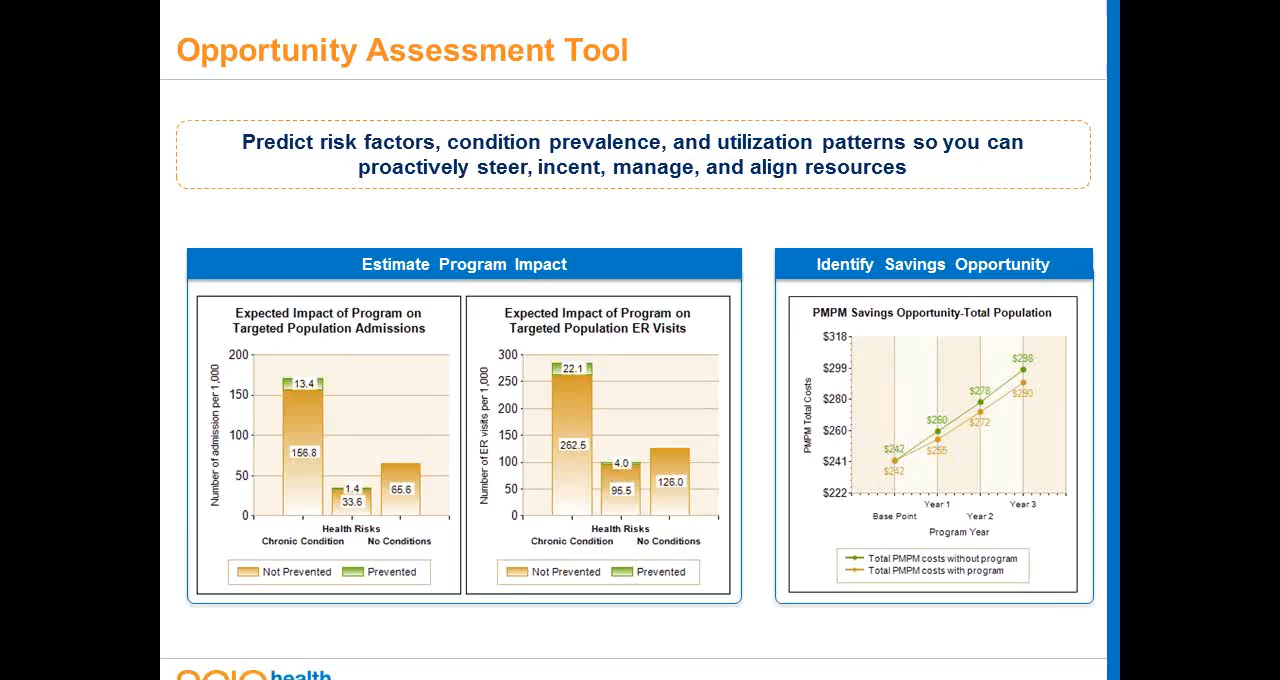 Opportunity Assessment Tool
Predict risk factors, condition prevalence, and utilization patterns so you can
proactively steer, incent, manage, and align resources
Estimate Program Impact
Expected Impact of Program on
Targeted Population Admissions
Number of admission per 1,000
200
150
100
50
0
13.4
156.8
1.4
33.6
65.6
Health Risks
Chronic Condition No Conditions
Not Prevented Prevented
Expected Impact of Program on
Targeted Population ER Visits
Number of ER visits per 1,000
300
250
200
150
100
50
0
22.1
262.5
4.0
95.5
126.0
Health Risks
Chronic Condition No Conditions
Not Prevented Prevented
Identify Savings Opportunity
PMPM Savings Opportunity-Total Population
PMPM Total Costs
$318
$299
$280
$260
$241
$222
$242
$242
$260
$255
$278
$272
$298
$290
Year 1 Year 3
Base Point Year 2
Program Year
Total PMPM costs without program
Total PMPM costs with program
health